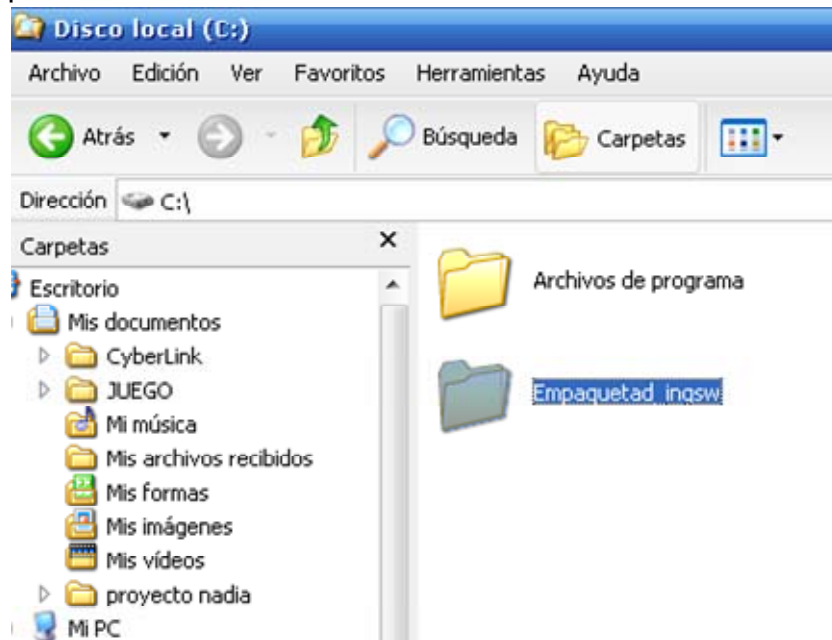 Disco local (C:)
Archivo Edición Ver Favoritos Herramientas Ayuda
Atrás Búsqueda Carpetas
Dirección C:\
Carpetas
Escritorio
Mis documentos
CyberLink
JUEGO
Mi música
Mis archivos recibidos
Mis formas
Mis imágenes
Mis vídeos
proyecto nadia
Mi PC
Archivos de programa
Empaquetad_ingsw